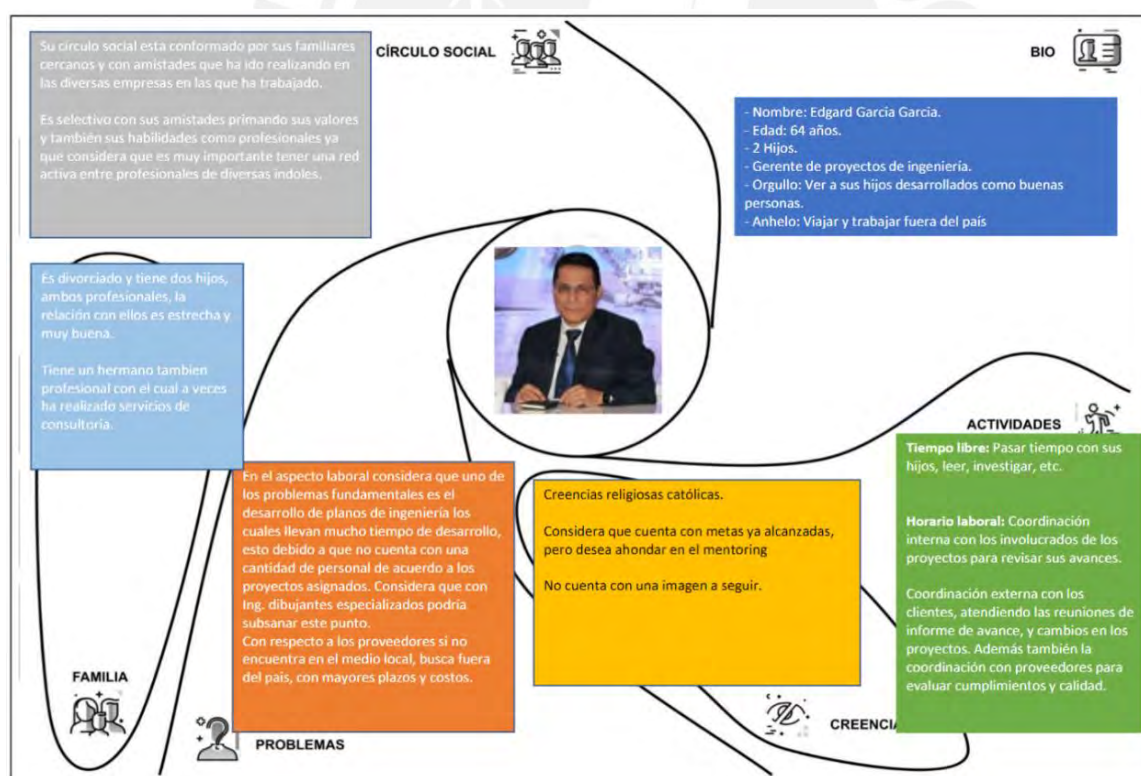 Su círculo social esta conformado por sus familiares
cercanos y con amistades que ha ido realizando en
las diversas empresas en las que ha trabajado.
Es selectivo con sus amistades primando sus valores
y también sus habilidades como profesionales ya
que considera que es muy importante tener una red
activa entre profesionales de diversas indoles.
CÍRCULO SOCIAL
BIO
- Nombre: Edgard García Garcia.
- Edad: 64 años.
- 2 Hijos.
- Gerente de proyectos de ingeniería.
- Orgullo: Ver a sus hijos desarrollados como buenas
personas.
- Anhelo: Viajar y trabajar fuera del país
Es divorciado y tiene dos hijos,
ambos profesionales, la
relación con ellos es estrecha y
muy buena.
Tiene un hermano tambien
profesional con el cual a veces
ha realizado servicios de
consultoría.
FAMILIA
En el aspecto laboral considera que uno de
los problemas fundamentales es el
desarrollo de planos de ingeniería los
cuales llevan mucho tiempo de desarrollo,
esto debido a que no cuenta con una
cantidad de personal de acuerdo a los
proyectos asignados. Considera que con
Ing. dibujantes especializados podría
subsanar este punto.
Con respecto a los proveedores si no
encuentra en el medio local, busca fuera
del pais, con mayores plazos y costos.
PROBLEMAS
Creencias religiosas católicas.
Considera que cuenta con metas ya alcanzadas,
pero desea ahondar en el mentoring
No cuenta con una imagen a seguir.
CREENCIA
ACTIVIDADES
Tiempo libre: Pasar tiempo con sus
hijos, leer, investigar, etc.
Horario laboral: Coordinación
interna con los involucrados de los
proyectos para revisar sus avances.
Coordinación externa con los
clientes, atendiendo las reuniones de
informe de avance, y cambios en los
proyectos. Además también la
coordinación con proveedores para
evaluar cumplimientos y calidad.